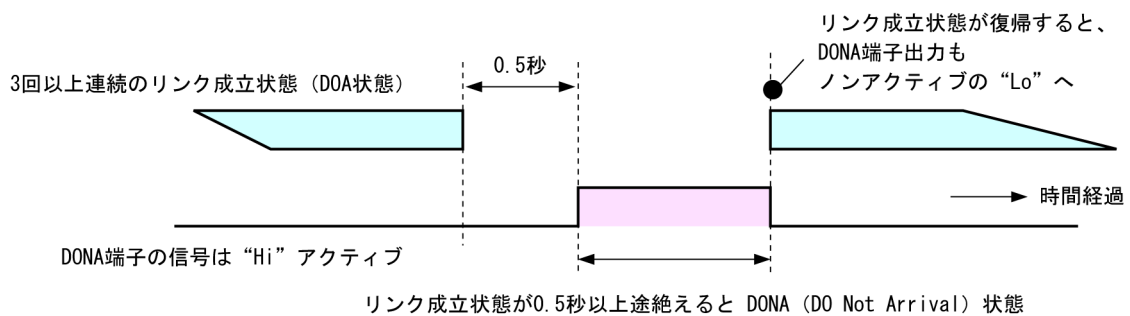 リンク成立状態が復帰すると、
DONA端子出力も
ノンアクティブの“Lo”へ
0.5秒
3回以上連続のリンク成立状態（DOA状態）
時間経過
DONA端子の信号は“Hi”アクティブ
リンク成立状態が0.5秒以上途絶えると DONA（DO Not Arrival）状態